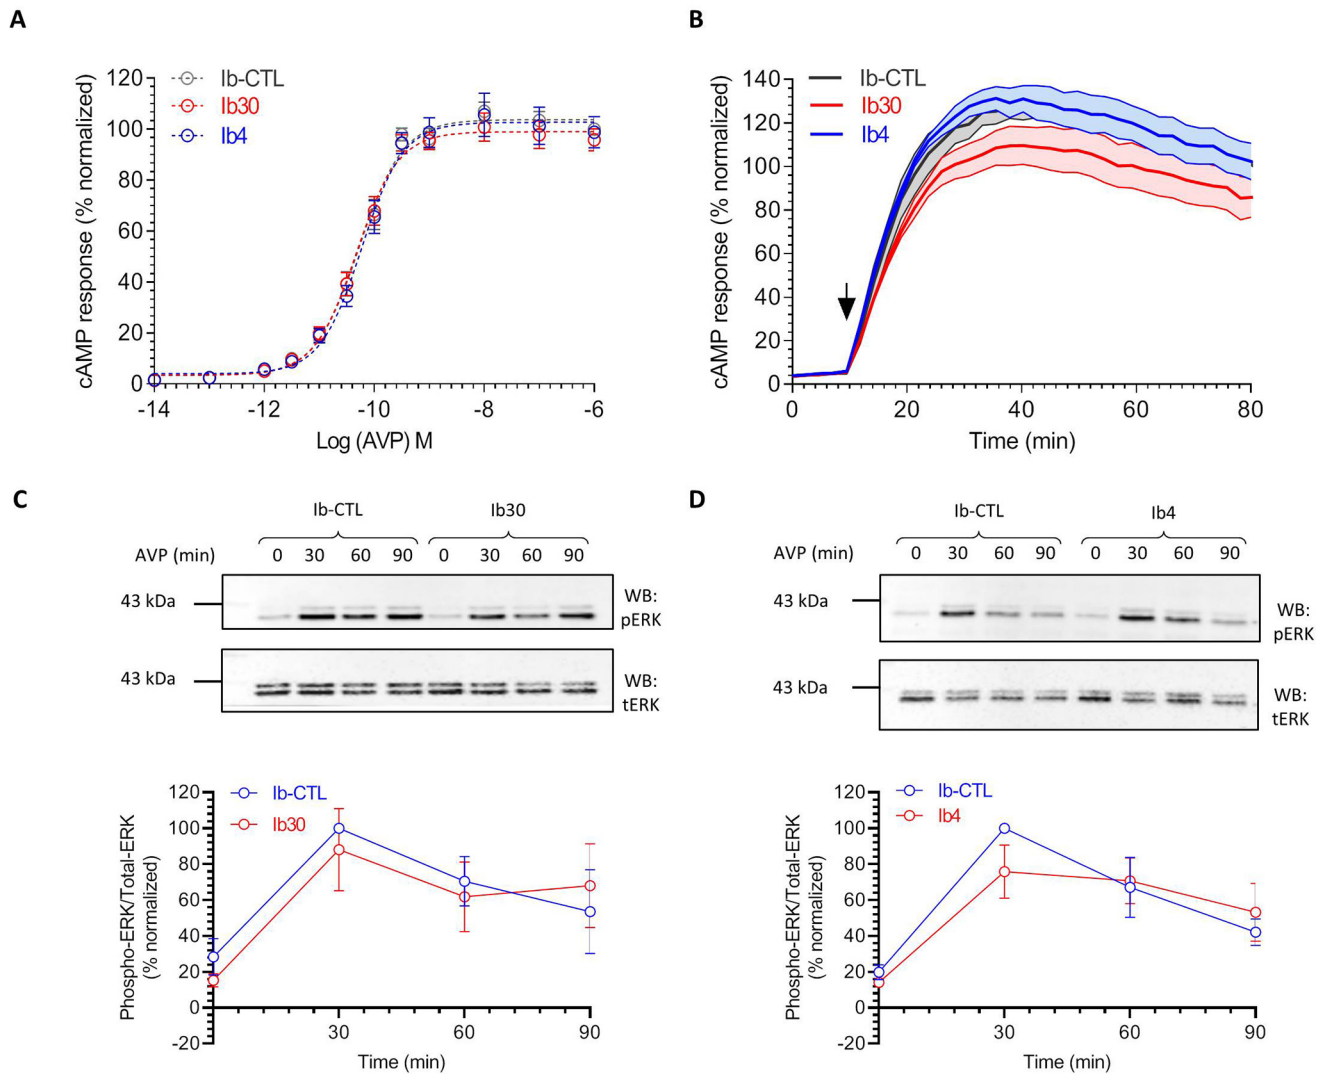 A
cAMP response (% normalized)
120
100
80
60
40
20
0
Ib-CTL
Ib30
Ib4
-14
-12
-10
-8
-6
Log (AVP) M
B
cAMP response (% normalized)
140
120
100
80
60
40
20
0
Ib-CTL
Ib30
Ib4
0
20
40
60
80
Time (min)
C
Ib-CTL
Ib30
AVP (min)
0
30
60
90
0
30
60
90
43 kDa
WB:
pERK
43 kDa
WB:
tERK
Phospho-ERK/Total-ERK
(% normalized)
120
100
80
60
40
20
0
-20
Ib-CTL
Ib30
30
60
90
Time (min)
D
Ib-CTL
Ib4
AVP (min)
0
30
60
90
0
30
60
90
43 kDa
WB:
pERK
43 kDa
WB:
tERK
Phospho-ERK/Total-ERK
(% normalized)
120
100
80
60
40
20
0
-20
Ib-CTL
Ib4
30
60
90
Time (min)